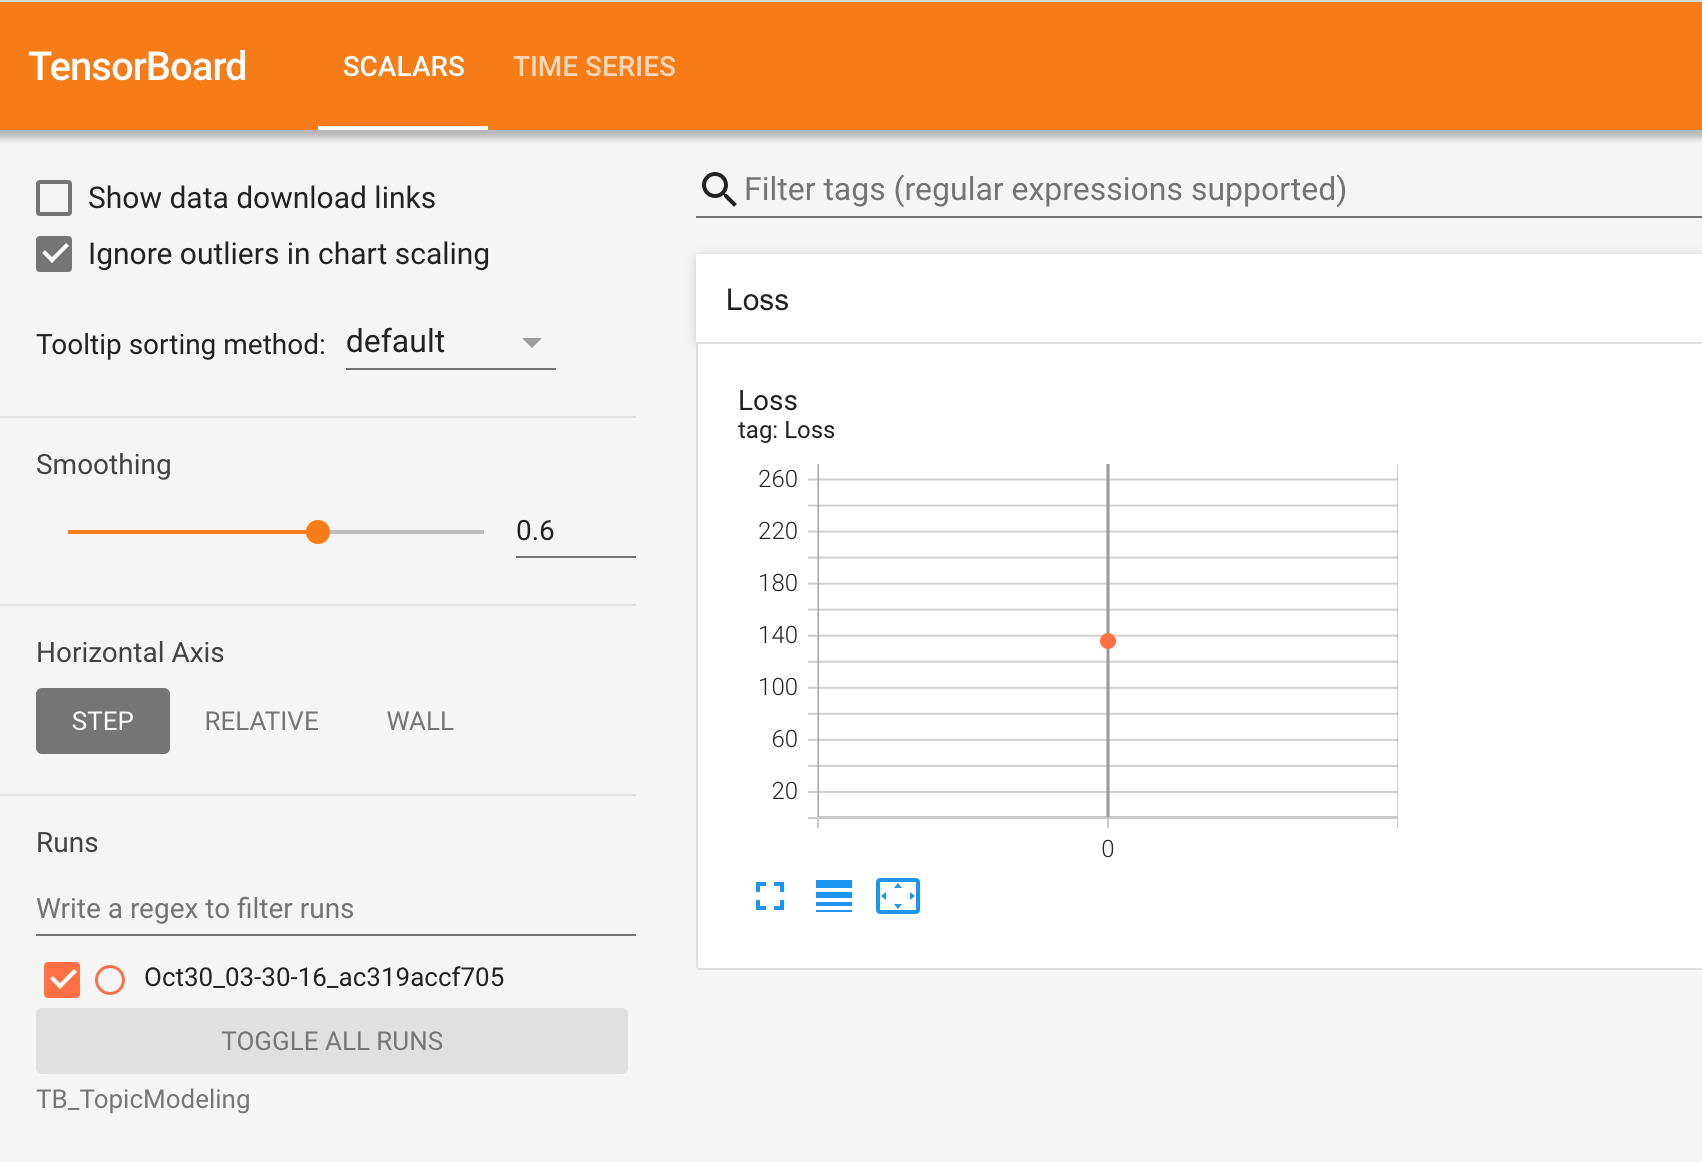 TensorBoard SCALARS TIME SERIES
Show data download links
Ignore outliers in chart scaling
Tooltip sorting method: default
Smoothing
0.6
Horizontal Axis
STEP RELATIVE WALL
Runs
Write a regex to filter runs
Oct30_03-30-16_ac319accf705
TOGGLE ALL RUNS
TB_TopicModeling
Filter tags (regular expressions supported)
Loss
Loss
tag: Loss
260
220
180
140
100
60
20
0